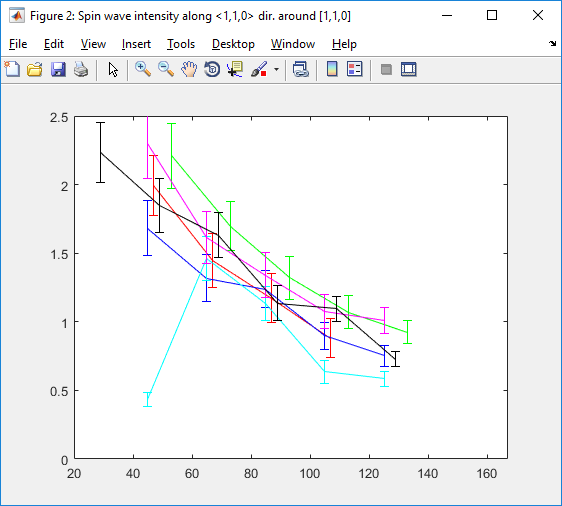 Figure 2: Spin wave intensity along <1,1,0> dir. around [1,1,0]
File Edit View Insert Tools Desktop Window Help
2.5
2
1.5
1
0.5
0
20 40 60 80 100 120 140 160